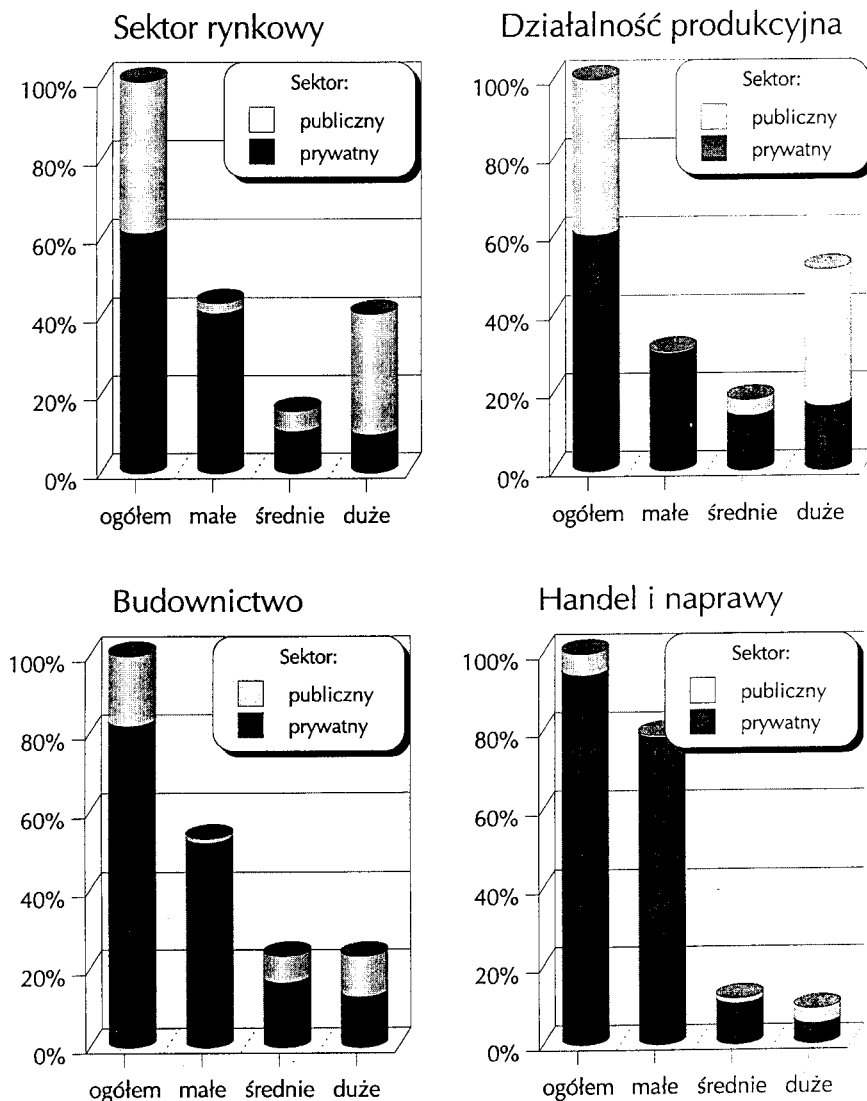 Sektor rynkowy
100%
80%
60%
40%
20%
0%
Sektor:
publiczny
prywatny
ogółem małe średnie duże
Działalność produkcyjna
100%
80%
60%
40%
20%
0%
Sektor:
publiczny
prywatny
ogółem małe średnie duże
Budownictwo
100%
80%
60%
40%
20%
0%
Sektor:
publiczny
prywatny
ogółem małe średnie duże
Handel i naprawy
100%
80%
60%
40%
20%
0%
Sektor:
publiczny
prywatny
ogółem małe średnie duże